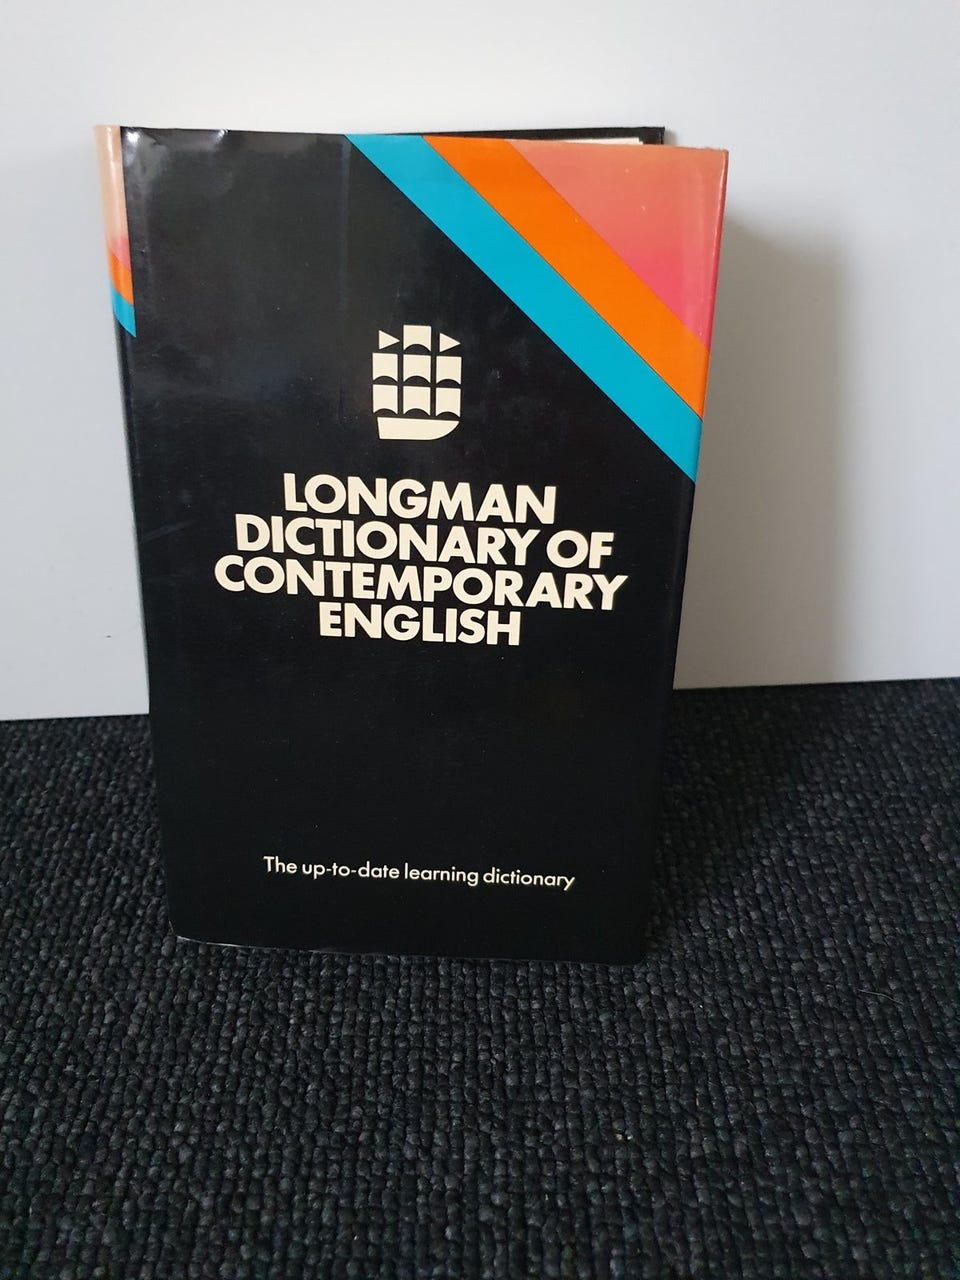 LONGMAN
DICTIONARY OF
CONTEMPORARY
ENGLISH
The up-to-date learning dictionary